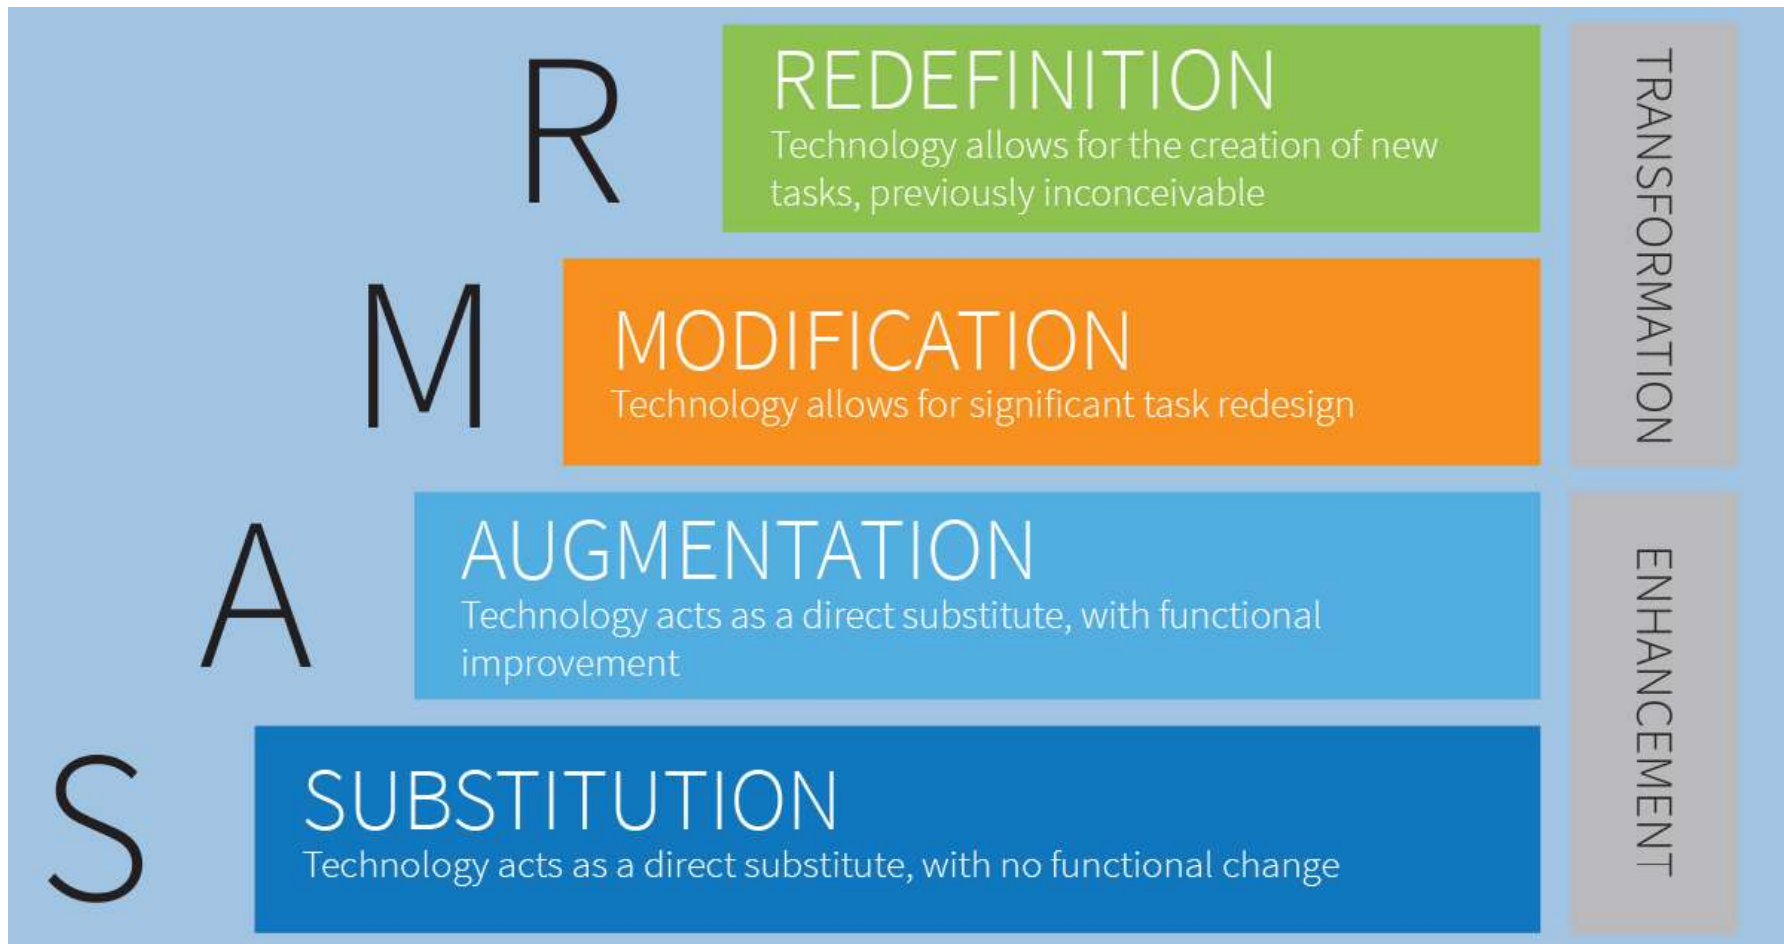 R
REDEFINITION
Technology allows for the creation of new
tasks, previously inconceivable
M
MODIFICATION
Technology allows for significant task redesign
TRANSFORMATION
A
AUGMENTATION
Technology acts as a direct substitute, with functional
improvement
S
SUBSTITUTION
Technology acts as a direct substitute, with no functional change
ENHANCEMENT